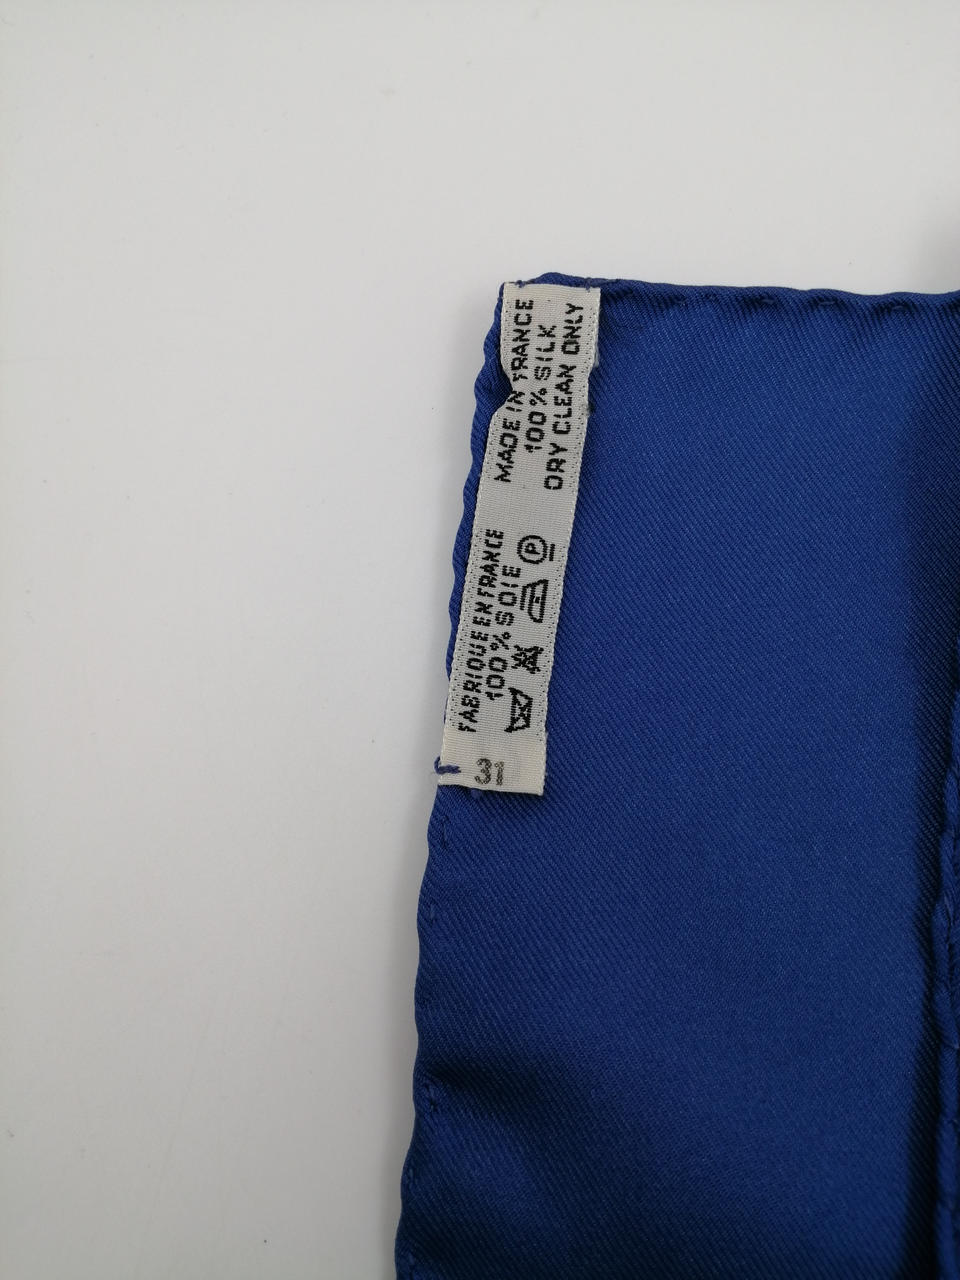 MADE IN FRANCE
100% SILK
DRY CLEAN ONLY
FABRIQUE EN FRANCE
100% SOIE
P
31